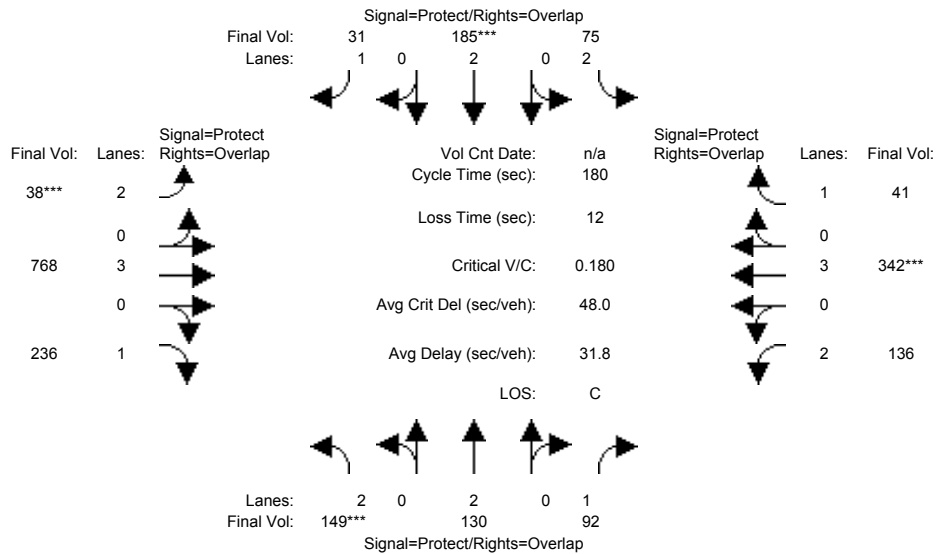 Signal=Protect/Rights=Overlap
Final Vol: 31 185*** 75
Lanes: 1 0 2 0 2
Signal=Protect
Final Vol: Lanes: Rights=Overlap
Vol Cnt Date: n/a
Signal=Protect
Rights=Overlap Lanes: Final Vol:
Cycle Time (sec): 180
38*** 2
1 41
Loss Time (sec): 12
0
0
768 3
Critical V/C: 0.180
3 342***
0
Avg Crit Del (sec/veh): 48.0
0
236 1
Avg Delay (sec/veh): 31.8
2 136
LOS: C
Lanes: 2 0 2 0 1
Final Vol: 149*** 130 92
Signal=Protect/Rights=Overlap